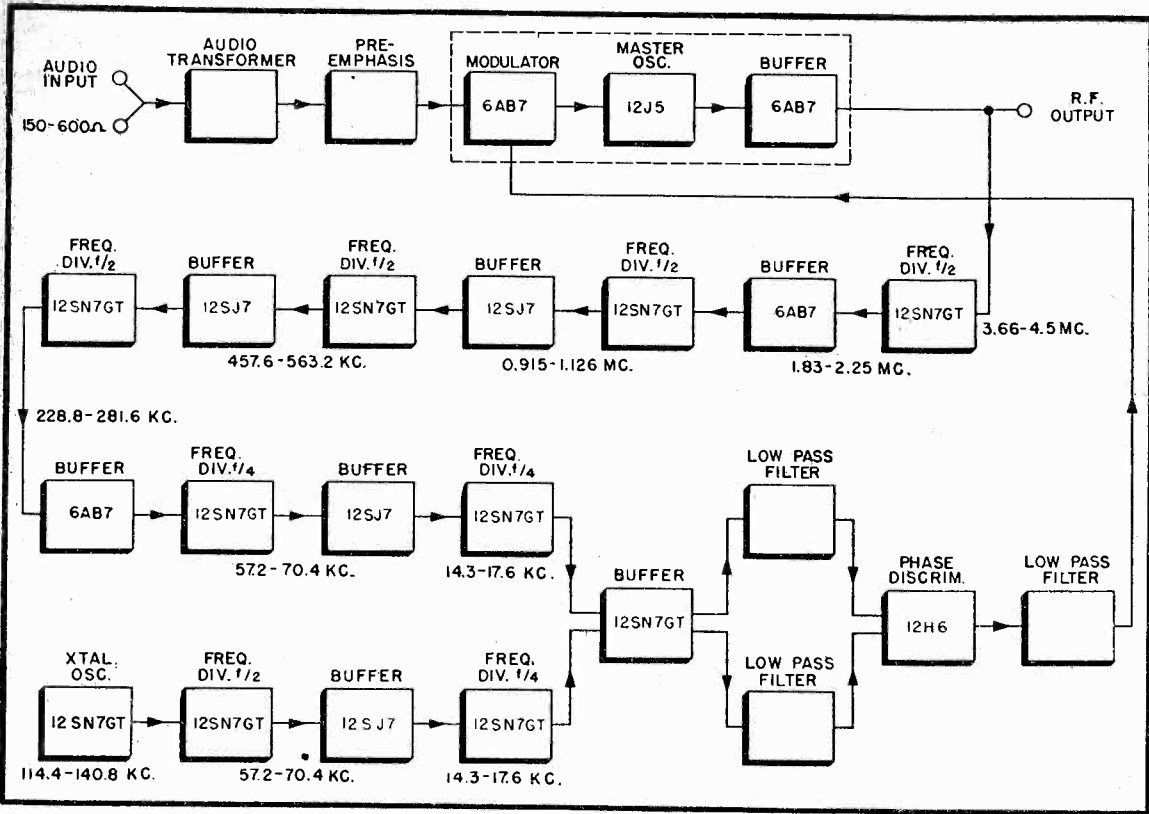 AUDIO
INPUT
150-600Ω
AUDIO
TRANSFORMER
PRE-
EMPHASIS
MODULATOR
6AB7
MASTER
OSC.
12J5
BUFFER
6AB7
R.F.
OUTPUT
FREQ.
DIV. f/2
12SN7GT
BUFFER
12SJ7
457.6-563.2 KC.
FREQ.
DIV. f/2
12SN7GT
BUFFER
12SJ7
0.915-1.126 MC.
FREQ.
DIV. f/2
12SN7GT
BUFFER
6AB7
1.83-2.25 MC.
FREQ.
DIV. f/2
12SN7GT
3.66-4.5 MC.
228.8-281.6 KC.
BUFFER
6AB7
FREQ.
DIV. f/4
12SN7GT
57.2-70.4 KC.
BUFFER
12SJ7
FREQ.
DIV. f/4
12SN7GT
14.3-17.6 KC.
BUFFER
12SN7GT
LOW PASS
FILTER
LOW PASS
FILTER
PHASE
DISCRIM.
12H6
LOW PASS
FILTER
XTAL.
OSC.
12SN7GT
114.4-140.8 KC.
FREQ.
DIV. f/2
12SN7GT
57.2-70.4 KC.
BUFFER
12SJ7
FREQ.
DIV. f/4
12SN7GT
14.3-17.6 KC.